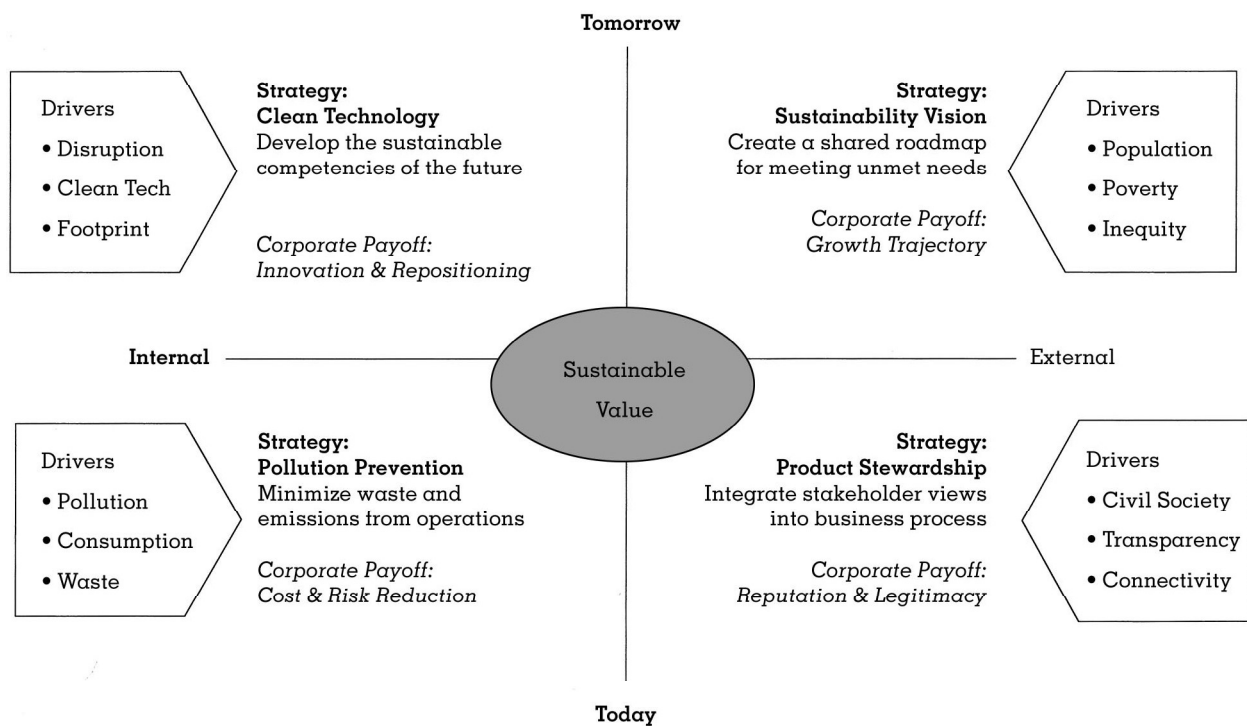 Tomorrow
Drivers
• Disruption
• Clean Tech
• Footprint
Strategy:
Clean Technology
Develop the sustainable
competencies of the future
Corporate Payoff:
Innovation & Repositioning
Strategy:
Sustainability Vision
Create a shared roadmap
for meeting unmet needs
Corporate Payoff:
Growth Trajectory
Drivers
• Population
• Poverty
• Inequity
Internal
Sustainable
Value
External
Drivers
• Pollution
• Consumption
• Waste
Strategy:
Pollution Prevention
Minimize waste and
emissions from operations
Corporate Payoff:
Cost & Risk Reduction
Strategy:
Product Stewardship
Integrate stakeholder views
into business process
Corporate Payoff:
Reputation & Legitimacy
Drivers
• Civil Society
• Transparency
• Connectivity
Today